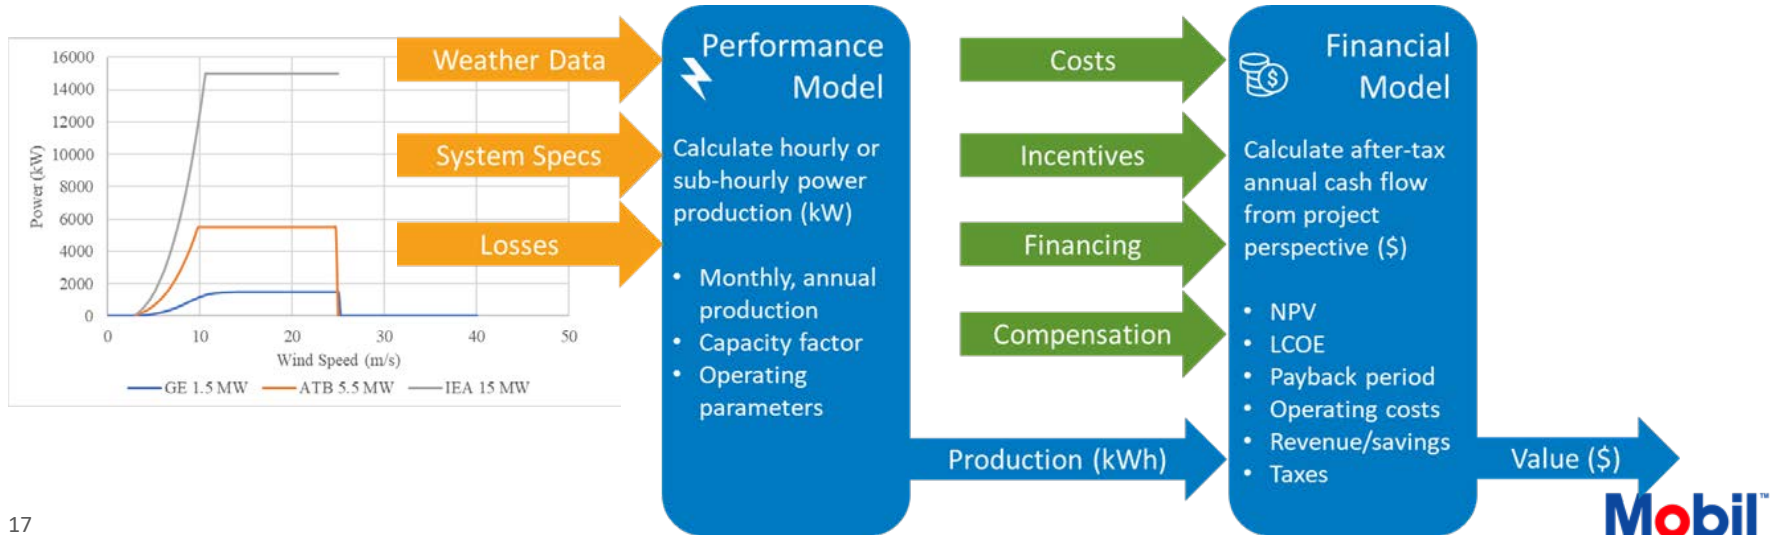 16000
14000
12000
10000
8000
6000
4000
2000
0
Power (kW)
0 10 20 30 40 50
Wind Speed (m/s)
GE 1.5 MW ATB 5.5 MW IEA 15 MW
Weather Data
System Specs
Losses
Performance
Model
Calculate hourly or
sub-hourly power
production (kW)
• Monthly, annual
production
• Capacity factor
• Operating
parameters
Costs
Incentives
Financing
Compensation
Production (kWh)
Financial
Model
Calculate after-tax
annual cash flow
from project
perspective ($)
• NPV
• LCOE
• Payback period
• Operating costs
• Revenue/savings
• Taxes
Value ($)
17
Mobil™